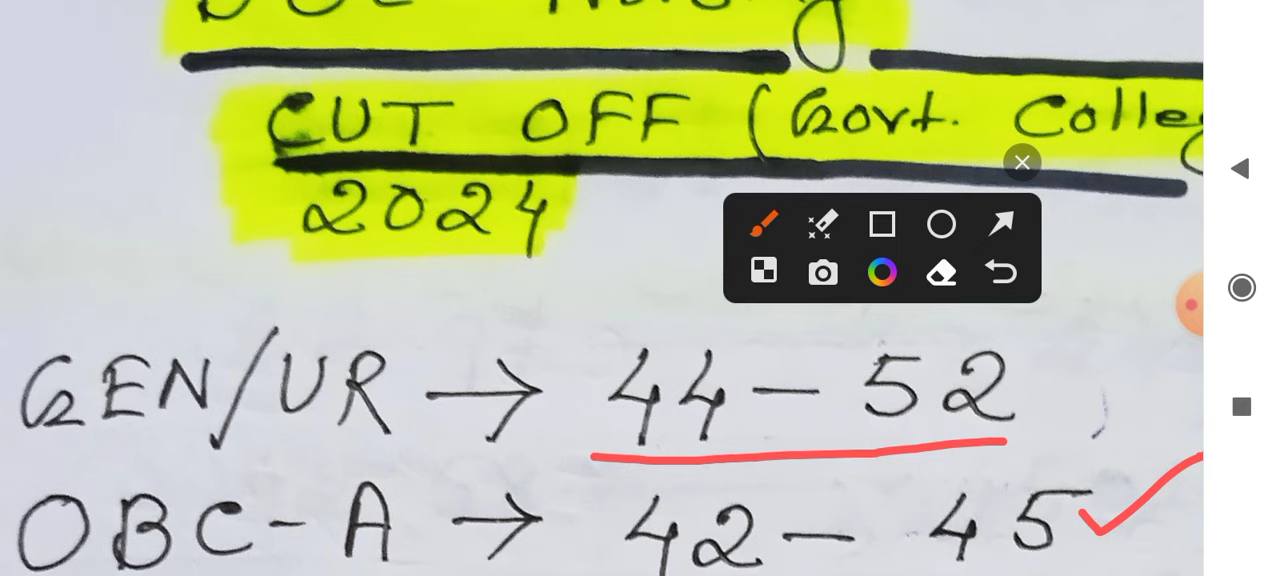 CUT OFF (Govt. Colleg
2024
GEN/UR → 44 - 52
OBC-A → 42 - 45